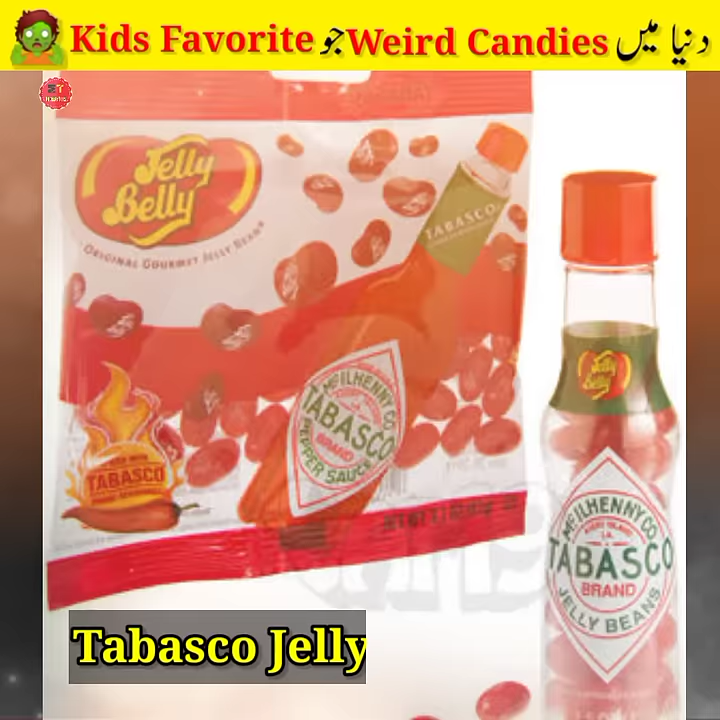 دنیا میں Weird Candies جو Kids Favorite
Jelly
Belly
ORIGINAL GOURMET JELLY BEAN
TABASCO
McILHENNY CO.
TABASCO
BRAND
PEPPER SAUCE
TABASCO
Jelly
Belly
McILHENNY CO.
TABASCO
BRAND
JELLY BEANS
Tabasco Jelly